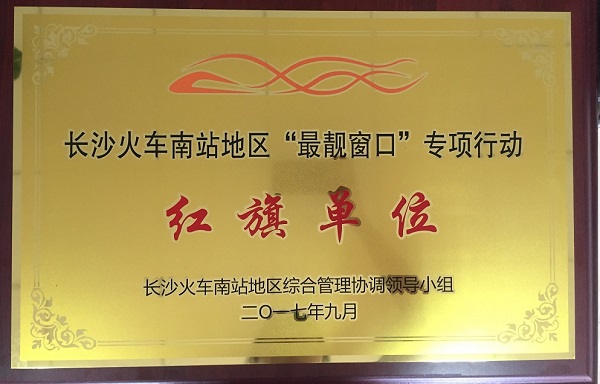 长沙火车南站地区“最靓窗口”专项行动
红旗单位
长沙火车南站地区综合管理协调领导小组
二〇一七年九月